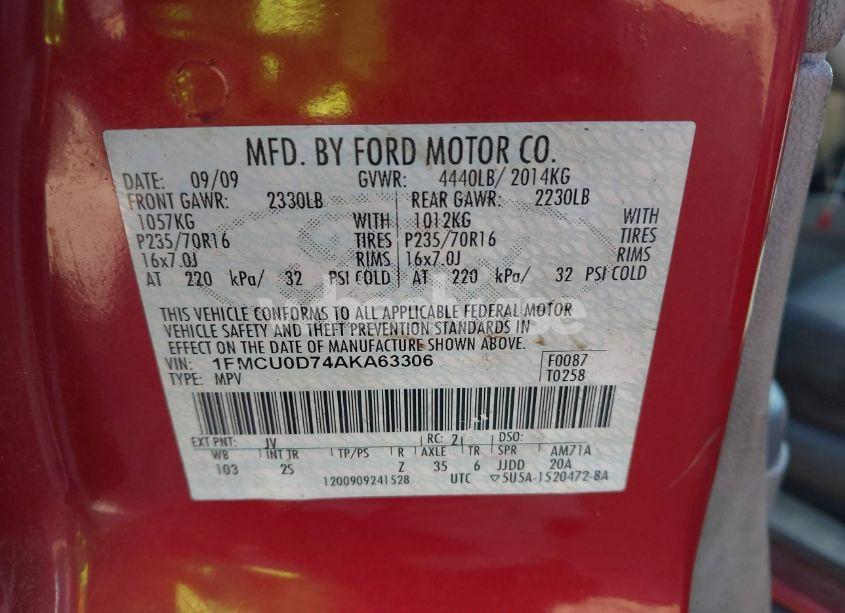 MFD. BY FORD MOTOR CO.
DATE: 09/09 GVWR: 4440LB/ 2014KG
FRONT GAWR: 2330LB REAR GAWR: 2230LB
1057KG WITH 1012KG WITH
P235/70R16 TIRES P235/70R16 TIRES
16x7.0J RIMS 16x7.0J RIMS
AT 220 kPa/ 32 PSI COLD AT 220 kPa/ 32 PSI COLD
THIS VEHICLE CONFORMS TO ALL APPLICABLE FEDERAL MOTOR
VEHICLE SAFETY AND THEFT PREVENTION STANDARDS IN
EFFECT ON THE DATE OF MANUFACTURE SHOWN ABOVE.
VIN: 1FMCU0D74AKA63306 F0087
TYPE: MPV T0258
EXT PNT: JV RC: 21 DSO:
WB INT TR TP/PS R AXLE TR SPR AM71A
103 2S Z 35 6 JJDD 20A
1200909241528 UTC ▽5U5A-1520472-BA